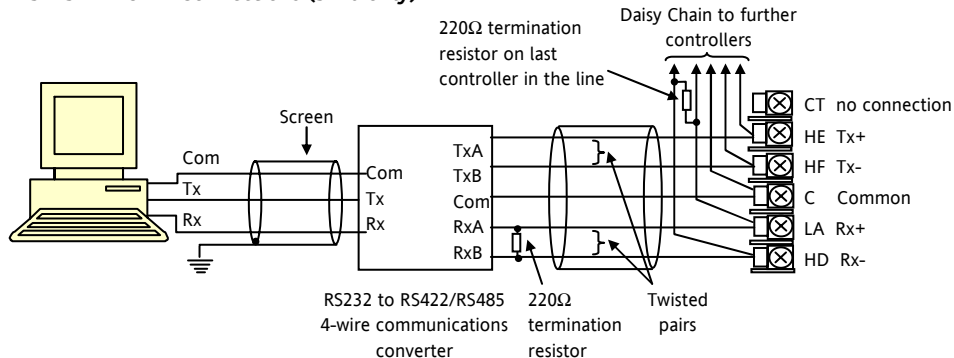 Daisy Chain to further
controllers
220Ω termination
resistor on last
controller in the line
Screen
Com
Tx
Rx
Com
Tx
Rx
TxA
TxB
Com
RxA
RxB
CT no connection
HE Tx+
HF Tx-
C Common
LA Rx+
HD Rx-
RS232 to RS422/RS485
4-wire communications
converter
220Ω
termination
resistor
Twisted
pairs